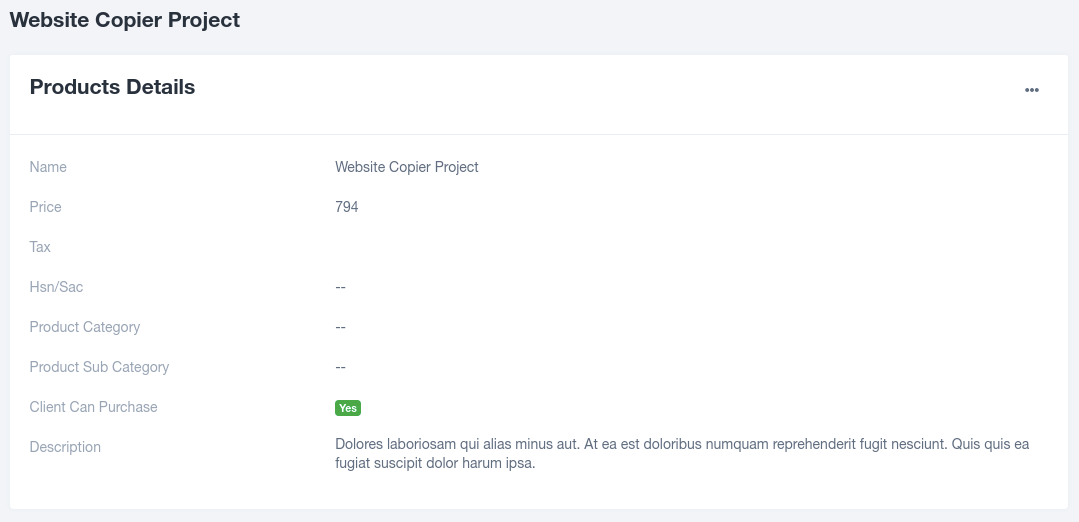 Website Copier Project
Products Details
Name Website Copier Project
Price 794
Tax
Hsn/Sac --
Product Category --
Product Sub Category --
Client Can Purchase Yes
Description Dolores laboriosam qui alias minus aut. At ea est doloribus numquam reprehenderit fugit nesciunt. Quis quis ea
fugiat suscipit dolor harum ipsa.